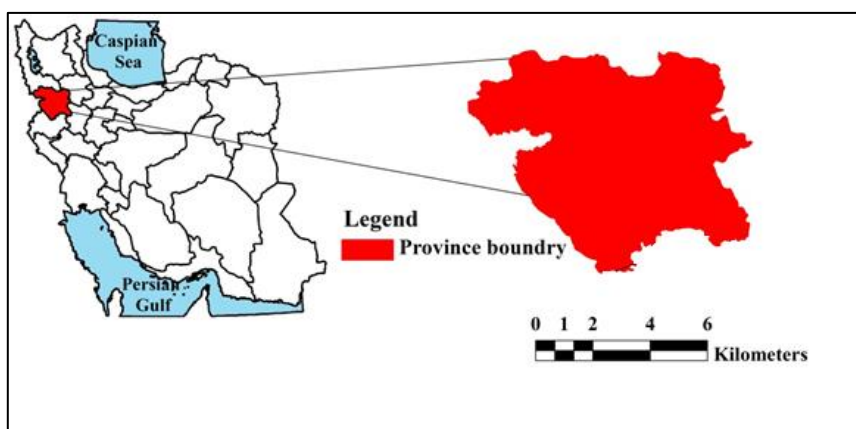 Caspian
Sea
Legend
Province boundry
Persian
Gulf
0 1 2 4 6
Kilometers